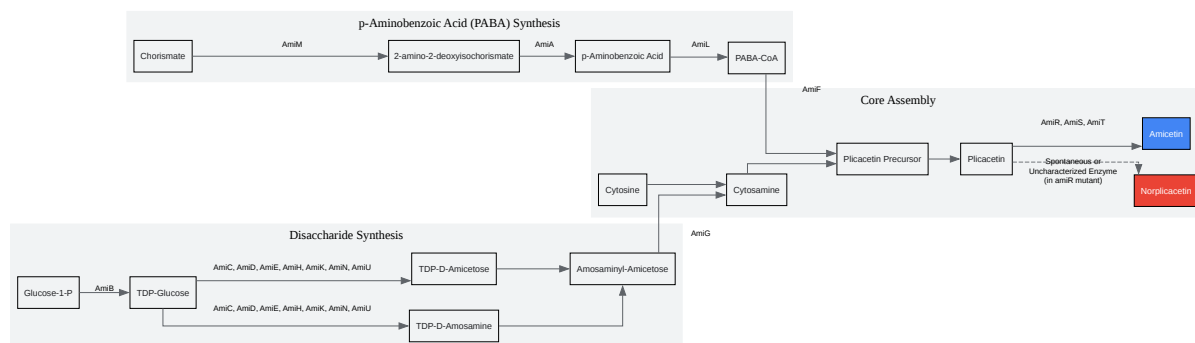 p-Aminobenzoic Acid (PABA) Synthesis
Chorismate
AmiM
2-amino-2-deoxyisochorismate
AmiA
p-Aminobenzoic Acid
AmiL
PABA-CoA
AmiF
Core Assembly
AmiR, AmiS, AmiT
Amicetin
Plicacetin Precursor
Plicacetin
Spontaneous or
Uncharacterized Enzyme
(in amiR mutant)
Norplicacetin
Cytosine
Cytosamine
AmiG
Disaccharide Synthesis
Glucose-1-P
AmiB
TDP-Glucose
AmiC, AmiD, AmiE, AmiH, AmiK, AmiN, AmiU
TDP-D-Amicetose
Amosaminyl-Amicetose
AmiC, AmiD, AmiE, AmiH, AmiK, AmiN, AmiU
TDP-D-Amosamine